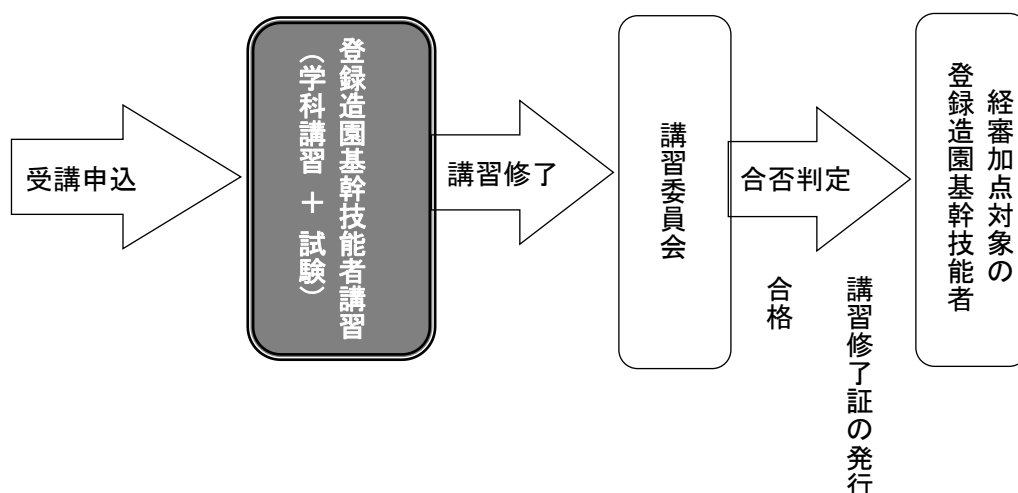 受講申込
登録造園基幹技能者講習
（学科講習 ＋ 試験）
講習修了
講習委員会
合否判定
合格
講習修了証の発行
経審加点対象の
登録造園基幹技能者